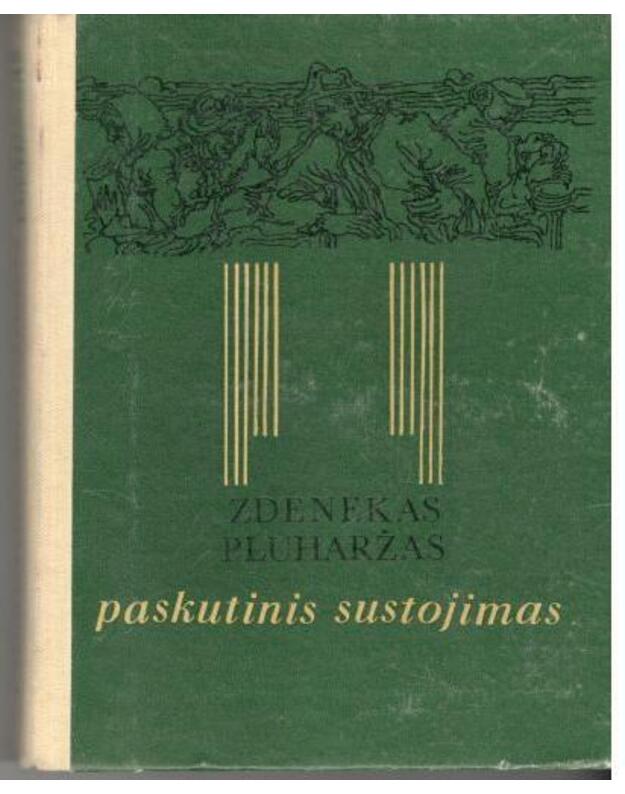 ZDENEKAS
PLUHARŽAS
paskutinis sustojimas